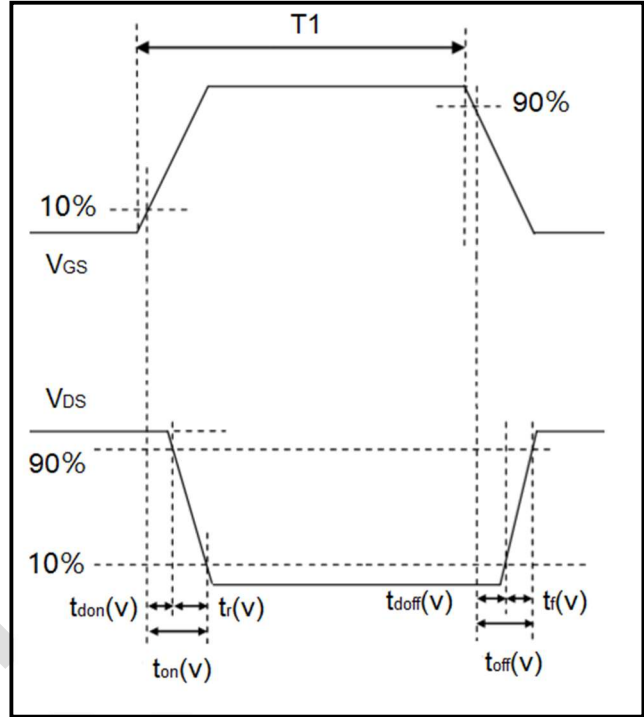 T1
90%
10%
VGS
VDS
90%
10%
tdon(v) tr(v) tdoff(v) tf(v)
ton(v) toff(v)